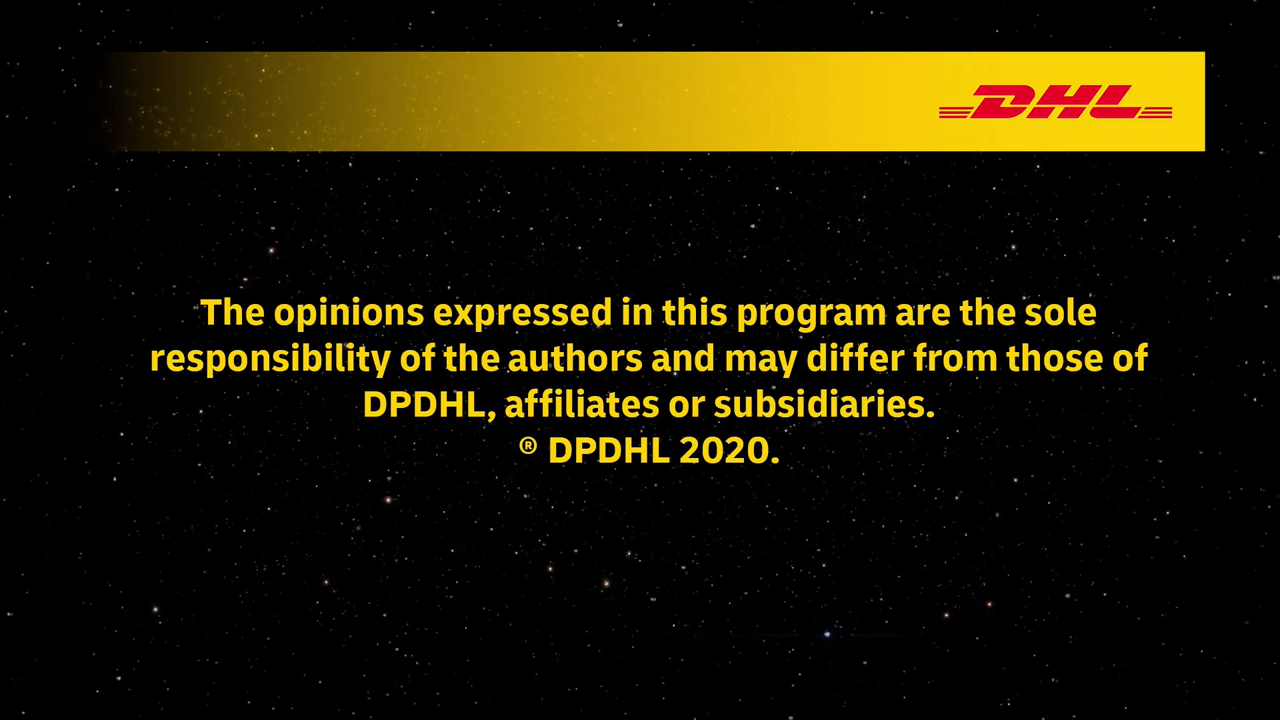 DHL
The opinions expressed in this program are the sole
responsibility of the authors and may differ from those of
DPDHL, affiliates or subsidiaries.
® DPDHL 2020.